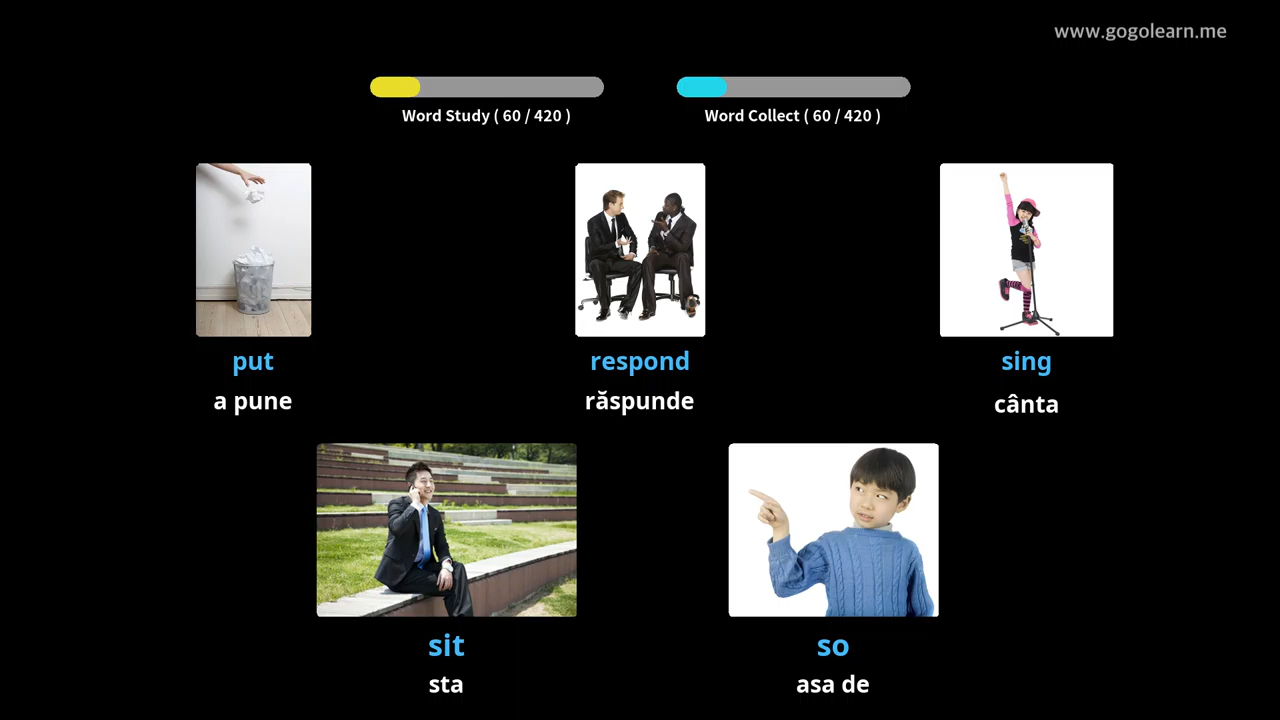 www.gogolearn.me
Word Study ( 60 / 420 )
Word Collect ( 60 / 420 )
put
respond
sing
a pune
răspunde
cânta
sit
so
sta
asa de